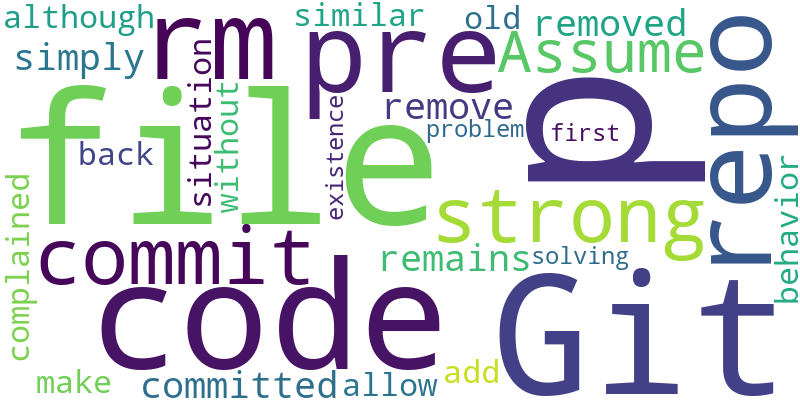 although
similar
old
removed
simply
rm
pre
Assume
repo
situation
without
file
remove
existence
problem
first
p
back
complained
commit
strong
behavior
remains
solving
code
Git
make
committed
allow
add